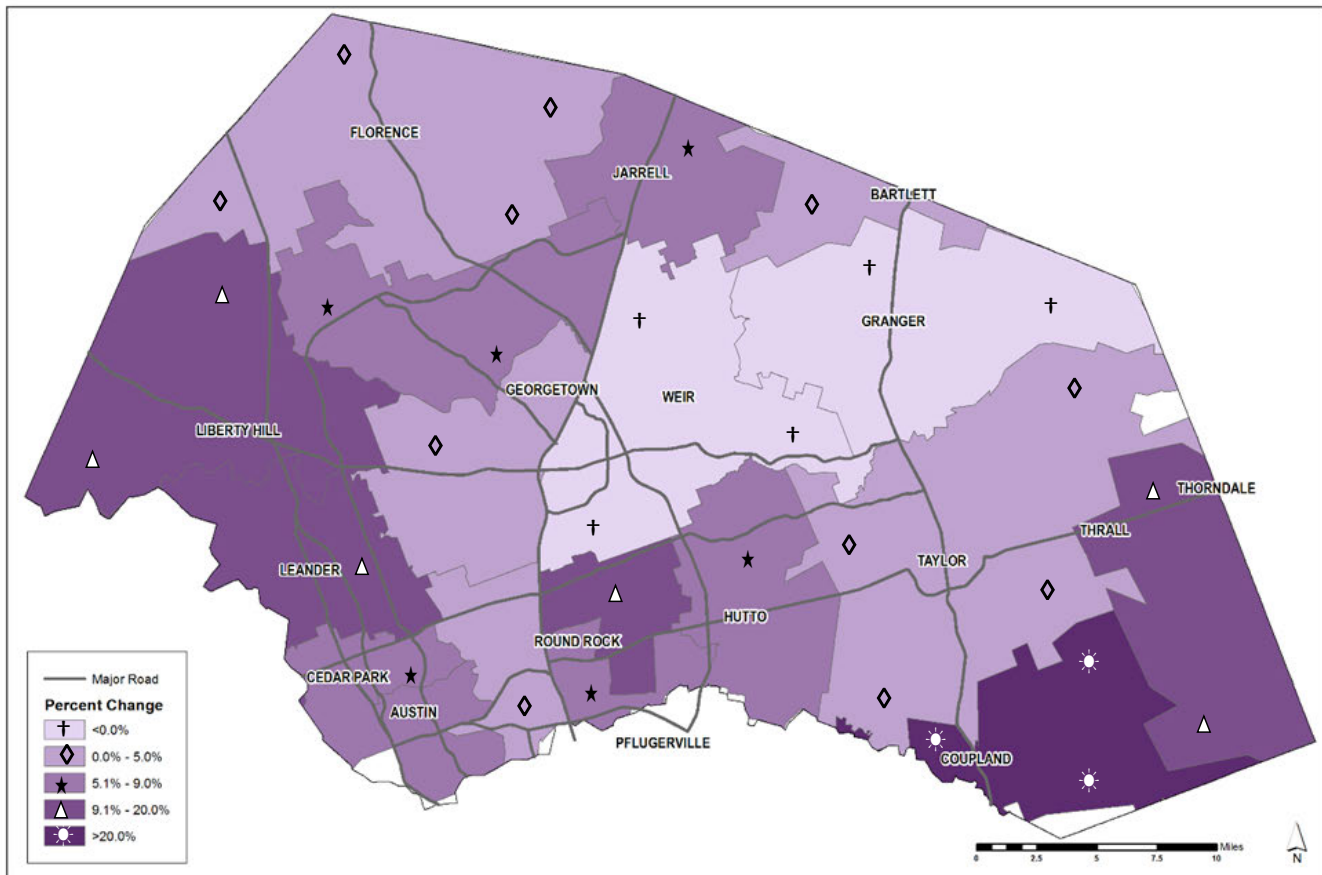 FLORENCE
JARRELL
BARTLETT
GRANGER
GEORGETOWN
WEIR
LIBERTY HILL
THORNDALE
THRALL
TAYLOR
LEANDER
HUTTO
ROUND ROCK
CEDAR PARK
AUSTIN
PFLUGERVILLE
COUPLAND
Major Road
Percent Change
<0.0%
0.0% - 5.0%
5.1% - 9.0%
9.1% - 20.0%
>20.0%
Miles
0 2.5 5 7.5 10
N